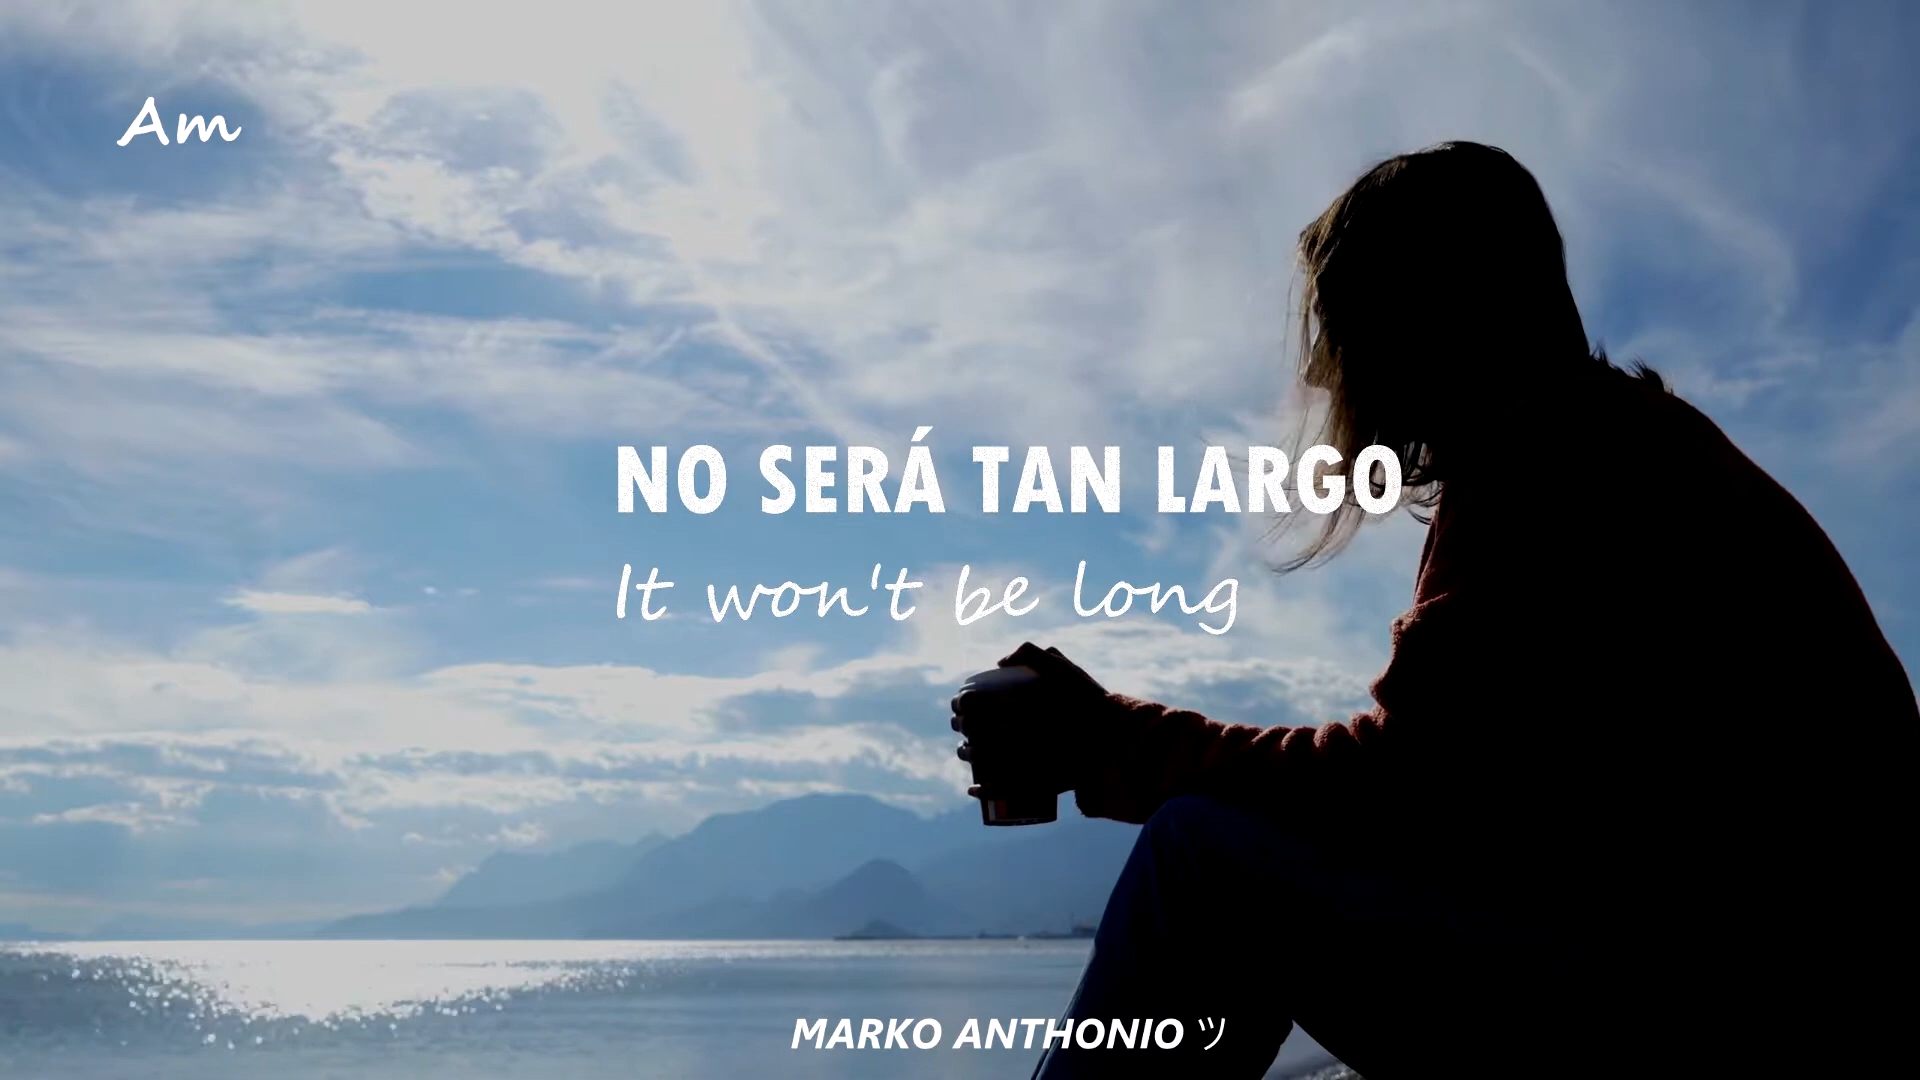 Am
NO SERÁ TAN LARGO
It won't be long
MARKO ANTHONIO ツ